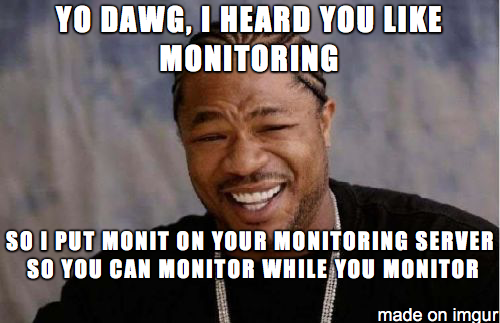 YO DAWG, I HEARD YOU LIKE
MONITORING
SO I PUT MONIT ON YOUR MONITORING SERVER
SO YOU CAN MONITOR WHILE YOU MONITOR
made on imgur